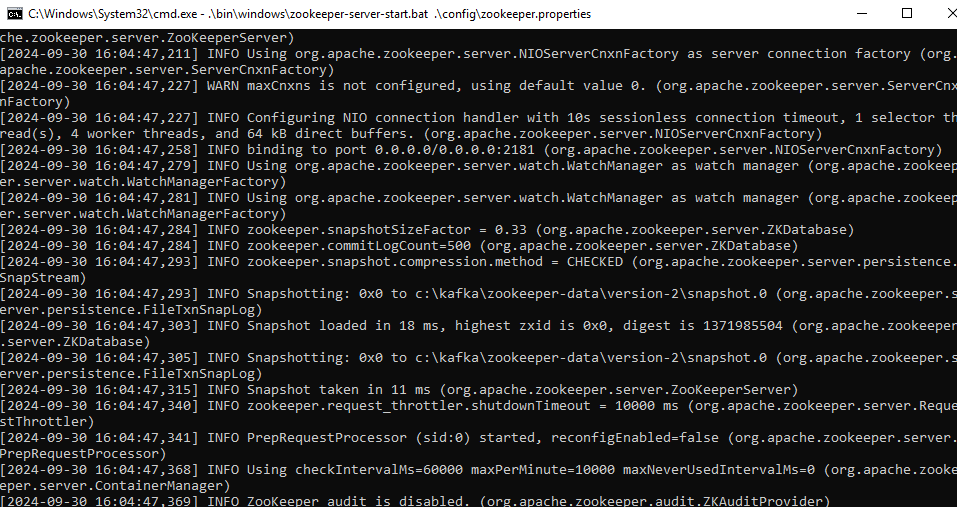 C:\Windows\System32\cmd.exe - .\bin\windows\zookeeper-server-start.bat .\config\zookeeper.properties
che.zookeeper.server.ZooKeeperServer)
[2024-09-30 16:04:47,211] INFO Using org.apache.zookeeper.server.NIOServerCnxnFactory as server connection factory (org.
apache.zookeeper.server.ServerCnxnFactory)
[2024-09-30 16:04:47,227] WARN maxCnxns is not configured, using default value 0. (org.apache.zookeeper.server.ServerCnx
nFactory)
[2024-09-30 16:04:47,227] INFO Configuring NIO connection handler with 10s sessionless connection timeout, 1 selector th
read(s), 4 worker threads, and 64 kB direct buffers. (org.apache.zookeeper.server.NIOServerCnxnFactory)
[2024-09-30 16:04:47,258] INFO binding to port 0.0.0.0/0.0.0.0:2181 (org.apache.zookeeper.server.NIOServerCnxnFactory)
[2024-09-30 16:04:47,279] INFO Using org.apache.zookeeper.server.watch.WatchManager as watch manager (org.apache.zookeep
er.server.watch.WatchManagerFactory)
[2024-09-30 16:04:47,281] INFO Using org.apache.zookeeper.server.watch.WatchManager as watch manager (org.apache.zookeep
er.server.watch.WatchManagerFactory)
[2024-09-30 16:04:47,284] INFO zookeeper.snapshotSizeFactor = 0.33 (org.apache.zookeeper.server.ZKDatabase)
[2024-09-30 16:04:47,284] INFO zookeeper.commitLogCount=500 (org.apache.zookeeper.server.ZKDatabase)
[2024-09-30 16:04:47,293] INFO zookeeper.snapshot.compression.method = CHECKED (org.apache.zookeeper.server.persistence.
SnapStream)
[2024-09-30 16:04:47,293] INFO Snapshotting: 0x0 to c:\kafka\zookeeper-data\version-2\snapshot.0 (org.apache.zookeeper.s
erver.persistence.FileTxnSnapLog)
[2024-09-30 16:04:47,303] INFO Snapshot loaded in 18 ms, highest zxid is 0x0, digest is 1371985504 (org.apache.zookeeper
.server.ZKDatabase)
[2024-09-30 16:04:47,305] INFO Snapshotting: 0x0 to c:\kafka\zookeeper-data\version-2\snapshot.0 (org.apache.zookeeper.s
erver.persistence.FileTxnSnapLog)
[2024-09-30 16:04:47,315] INFO Snapshot taken in 11 ms (org.apache.zookeeper.server.ZooKeeperServer)
[2024-09-30 16:04:47,340] INFO zookeeper.request_throttler.shutdownTimeout = 10000 ms (org.apache.zookeeper.server.Reque
stThrottler)
[2024-09-30 16:04:47,341] INFO PrepRequestProcessor (sid:0) started, reconfigEnabled=false (org.apache.zookeeper.server.
PrepRequestProcessor)
[2024-09-30 16:04:47,368] INFO Using checkIntervalMs=60000 maxPerMinute=10000 maxNeverUsedIntervalMs=0 (org.apache.zooke
eper.server.ContainerManager)
[2024-09-30 16:04:47,369] INFO ZooKeeper audit is disabled. (org.apache.zookeeper.audit.ZKAuditProvider)